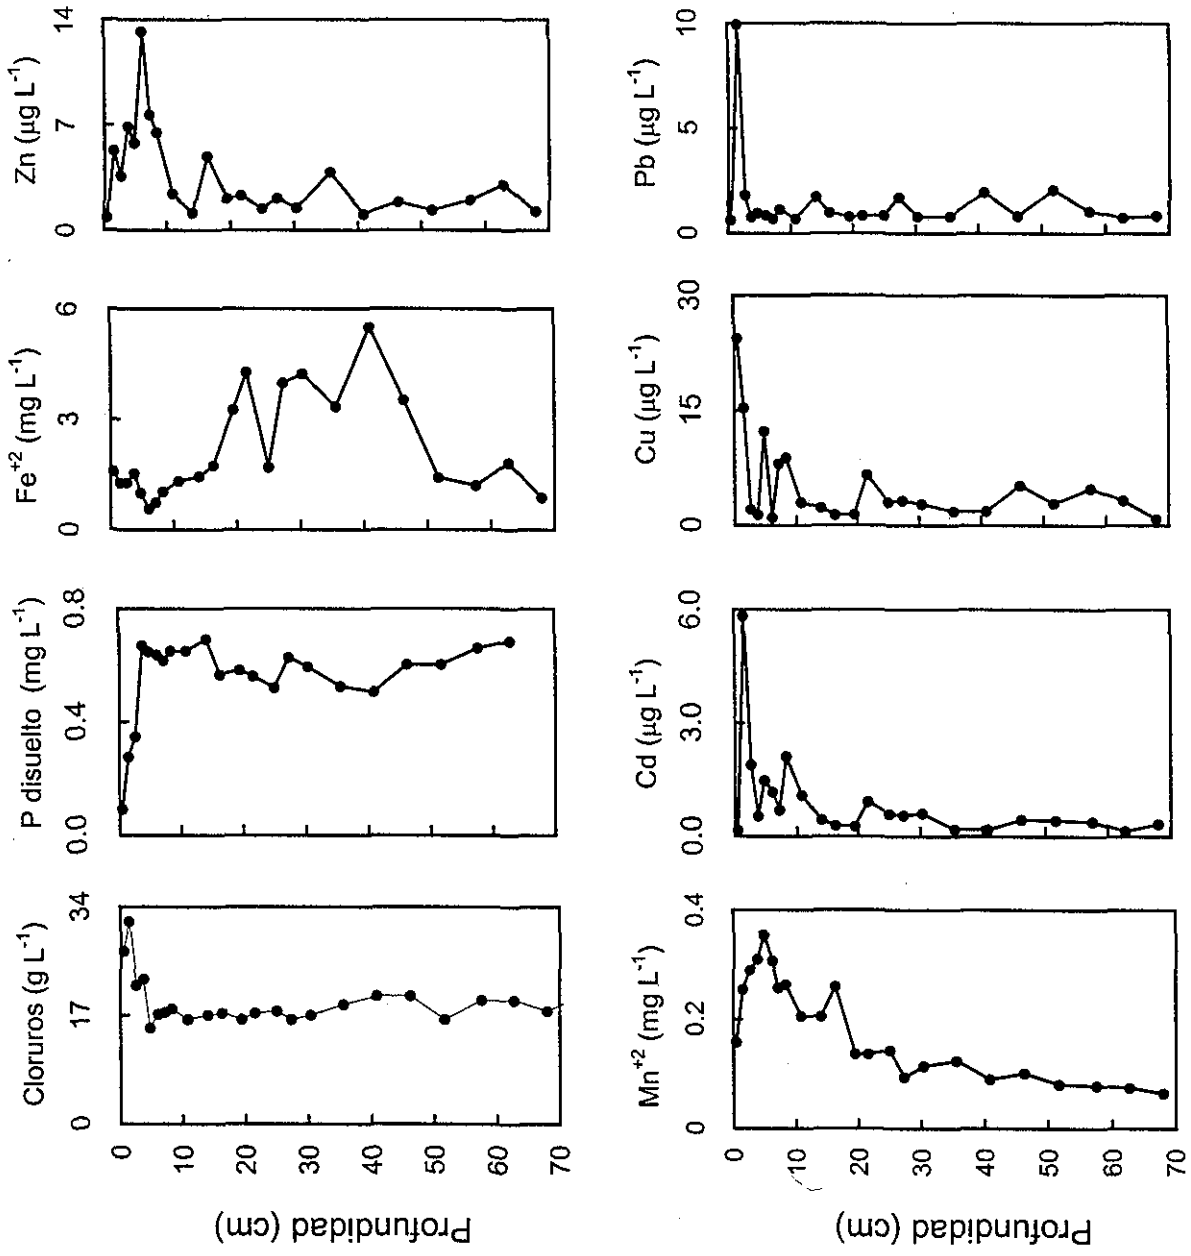 Cloruros (g L⁻¹)
P disuelto (mg L⁻¹)
Fe⁺² (mg L⁻¹)
Zn (µg L⁻¹)
0 17 34
0.0 0.4 0.8
0 3 6
0 7 14
0
10
20
30
40
50
60
70
Profundidad (cm)
Mn⁺² (mg L⁻¹)
Cd (µg L⁻¹)
Cu (µg L⁻¹)
Pb (µg L⁻¹)
0 0.2 0.4
0.0 3.0 6.0
0 15 30
0 5 10
0
10
20
30
40
50
60
70
Profundidad (cm)